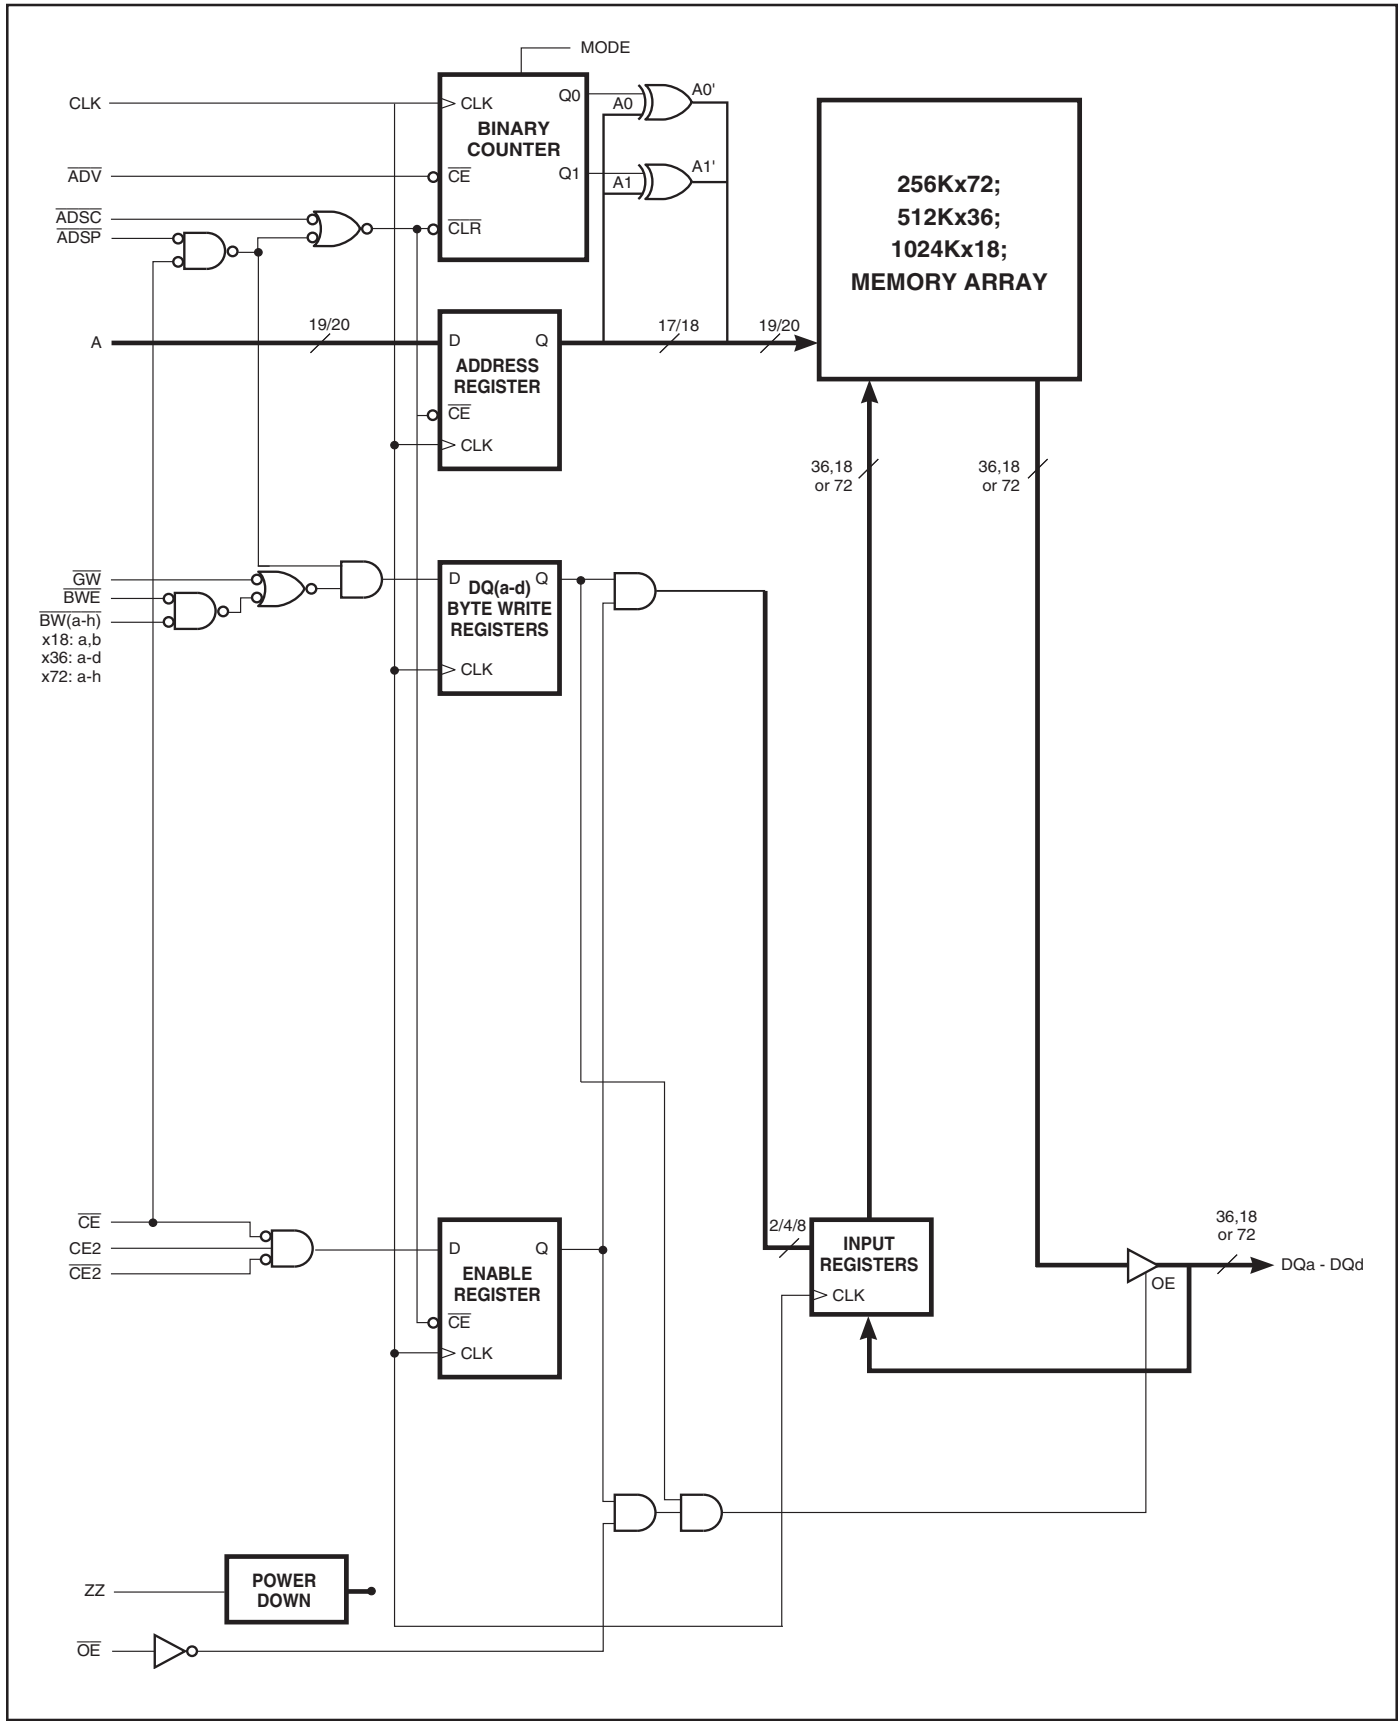 MODE
CLK
CLK
Q0
A0
A0'
BINARY
COUNTER
ADV
CE
Q1
A1
A1'
ADSC
ADSP
CLR
256Kx72;
512Kx36;
1024Kx18;
MEMORY ARRAY
A
19/20
D
Q
17/18
19/20
ADDRESS
REGISTER
CE
CLK
36,18
or 72
36,18
or 72
GW
BWE
BW(a-h)
x18: a,b
x36: a-d
x72: a-h
D
Q
DQ(a-d)
BYTE WRITE
REGISTERS
CLK
CE
CE2
CE2
D
Q
ENABLE
REGISTER
CE
CLK
2/4/8
INPUT
REGISTERS
CLK
36,18
or 72
OE
DQa - DQd
ZZ
POWER
DOWN
OE